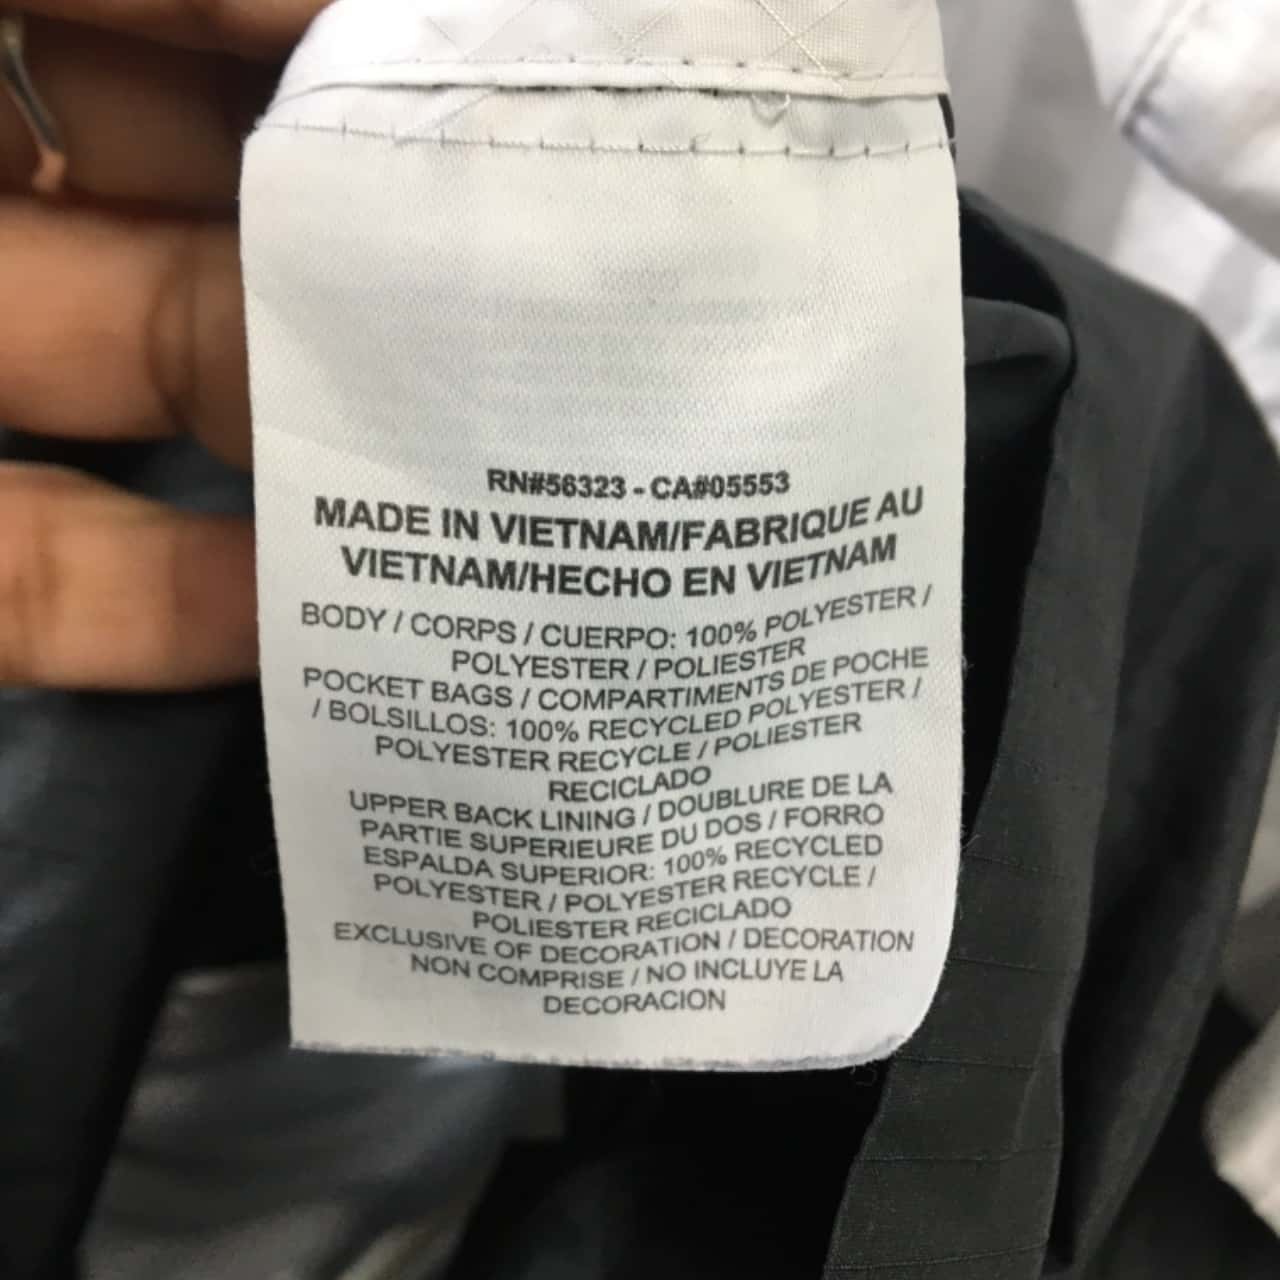 RN#56323 - CA#05553
MADE IN VIETNAM/FABRIQUE AU
VIETNAM/HECHO EN VIETNAM
BODY / CORPS / CUERPO: 100% POLYESTER /
POLYESTER / POLIESTER
POCKET BAGS / COMPARTIMENTS DE POCHE
/ BOLSILLOS: 100% RECYCLED POLYESTER /
POLYESTER RECYCLE / POLIESTER
RECICLADO
UPPER BACK LINING / DOUBLURE DE LA
PARTIE SUPERIEURE DU DOS / FORRO
ESPALDA SUPERIOR: 100% RECYCLED
POLYESTER / POLYESTER RECYCLE /
POLIESTER RECICLADO
EXCLUSIVE OF DECORATION / DECORATION
NON COMPRISE / NO INCLUYE LA
DECORACION